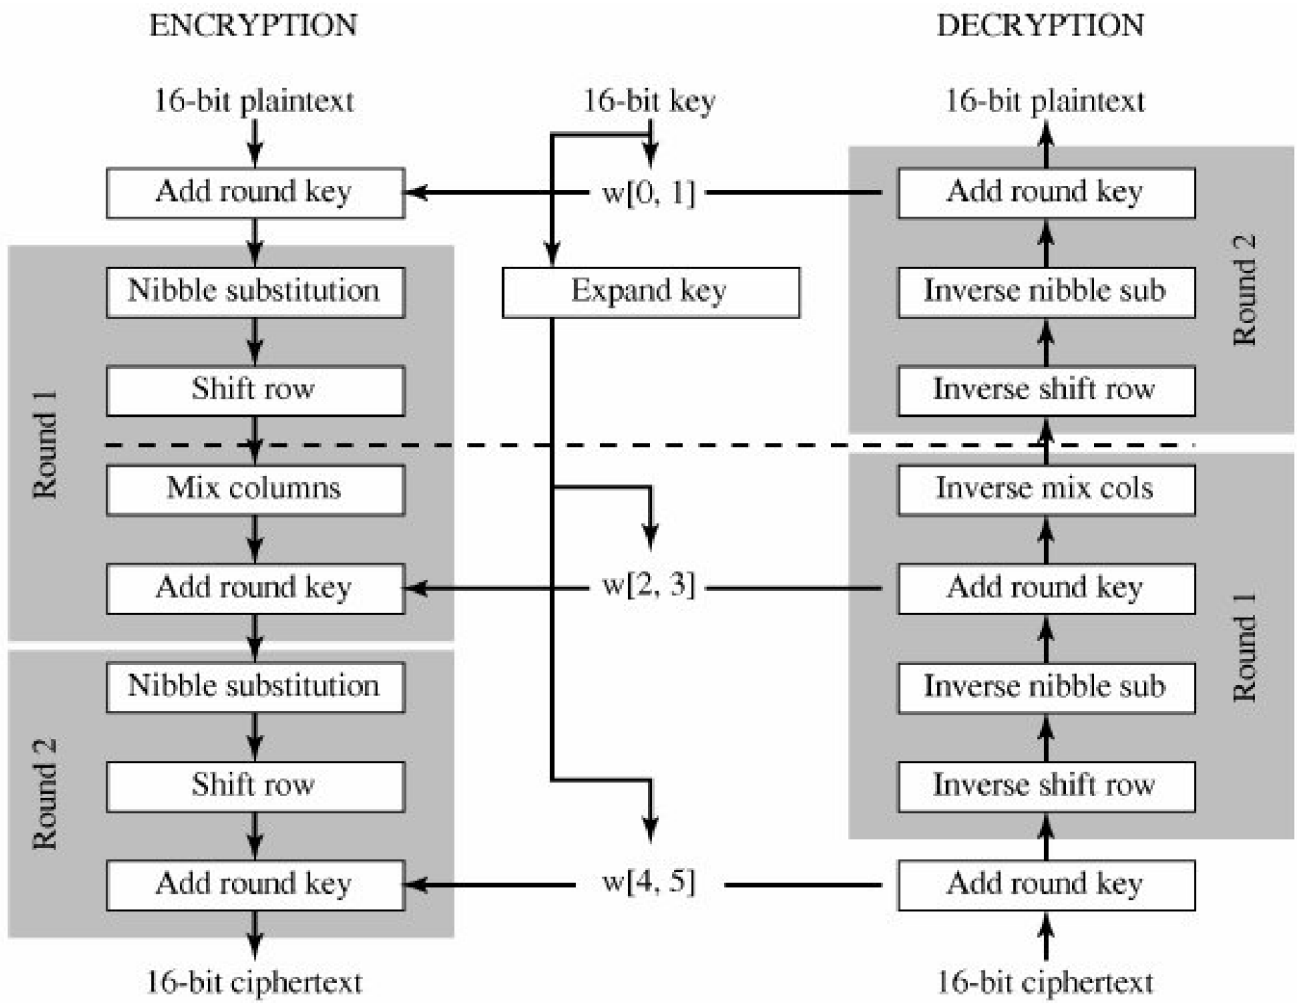 ENCRYPTION
DECRYPTION
16-bit plaintext
16-bit key
16-bit plaintext
Add round key
w[0, 1]
Add round key
Nibble substitution
Expand key
Inverse nibble sub
Round 2
Shift row
Inverse shift row
Round 1
Mix columns
Inverse mix cols
Add round key
w[2, 3]
Add round key
Round 1
Nibble substitution
Inverse nibble sub
Shift row
Inverse shift row
Round 2
Add round key
w[4, 5]
Add round key
16-bit ciphertext
16-bit ciphertext